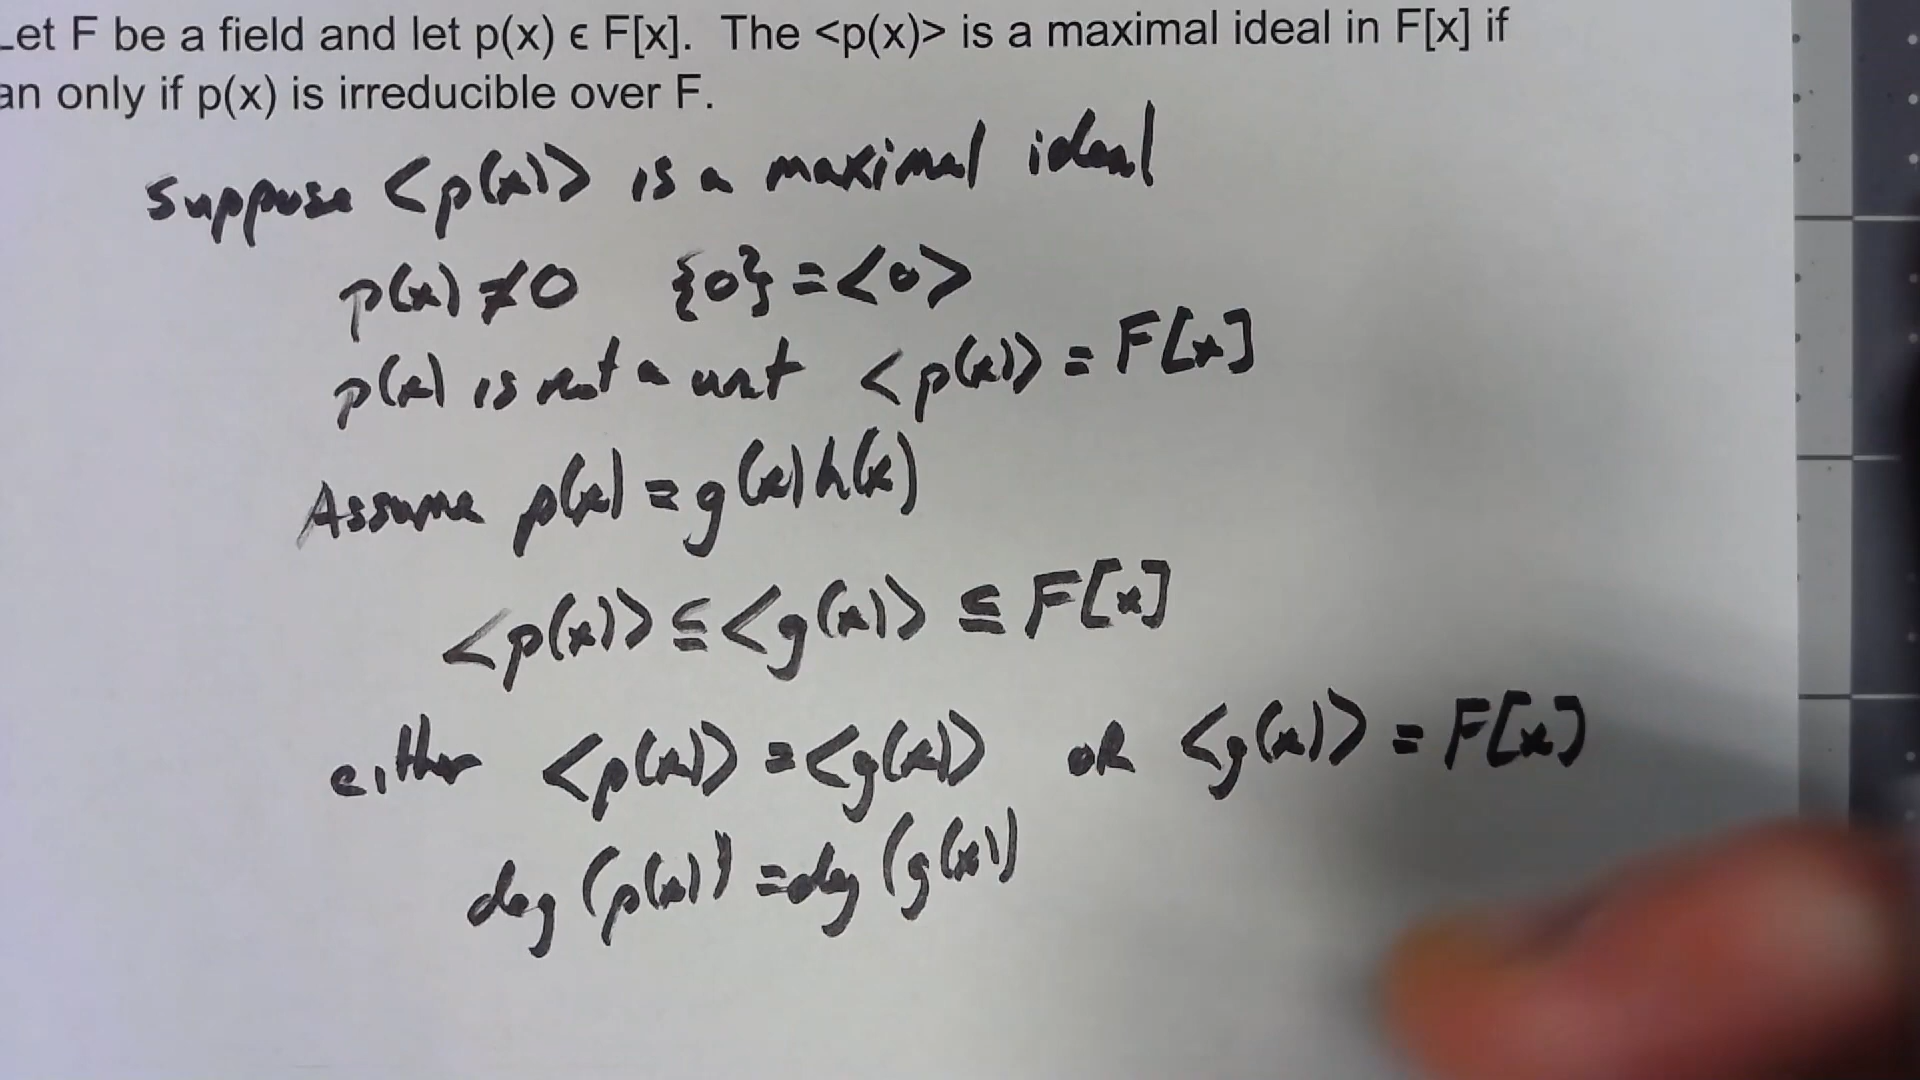 Let F be a field and let p(x) ϵ F[x]. The <p(x)> is a maximal ideal in F[x] if
an only if p(x) is irreducible over F.
Suppose <p(x)> is a maximal ideal
p(x) ≠ 0 {0} = <0>
p(x) is not a unit <p(x)> = F[x]
Assume p(x) = g(x)h(x)
<p(x)> ⊆ <g(x)> ⊆ F[x]
either <p(x)> = <g(x)> OR <g(x)> = F[x]
deg (p(x)) = deg (g(x))